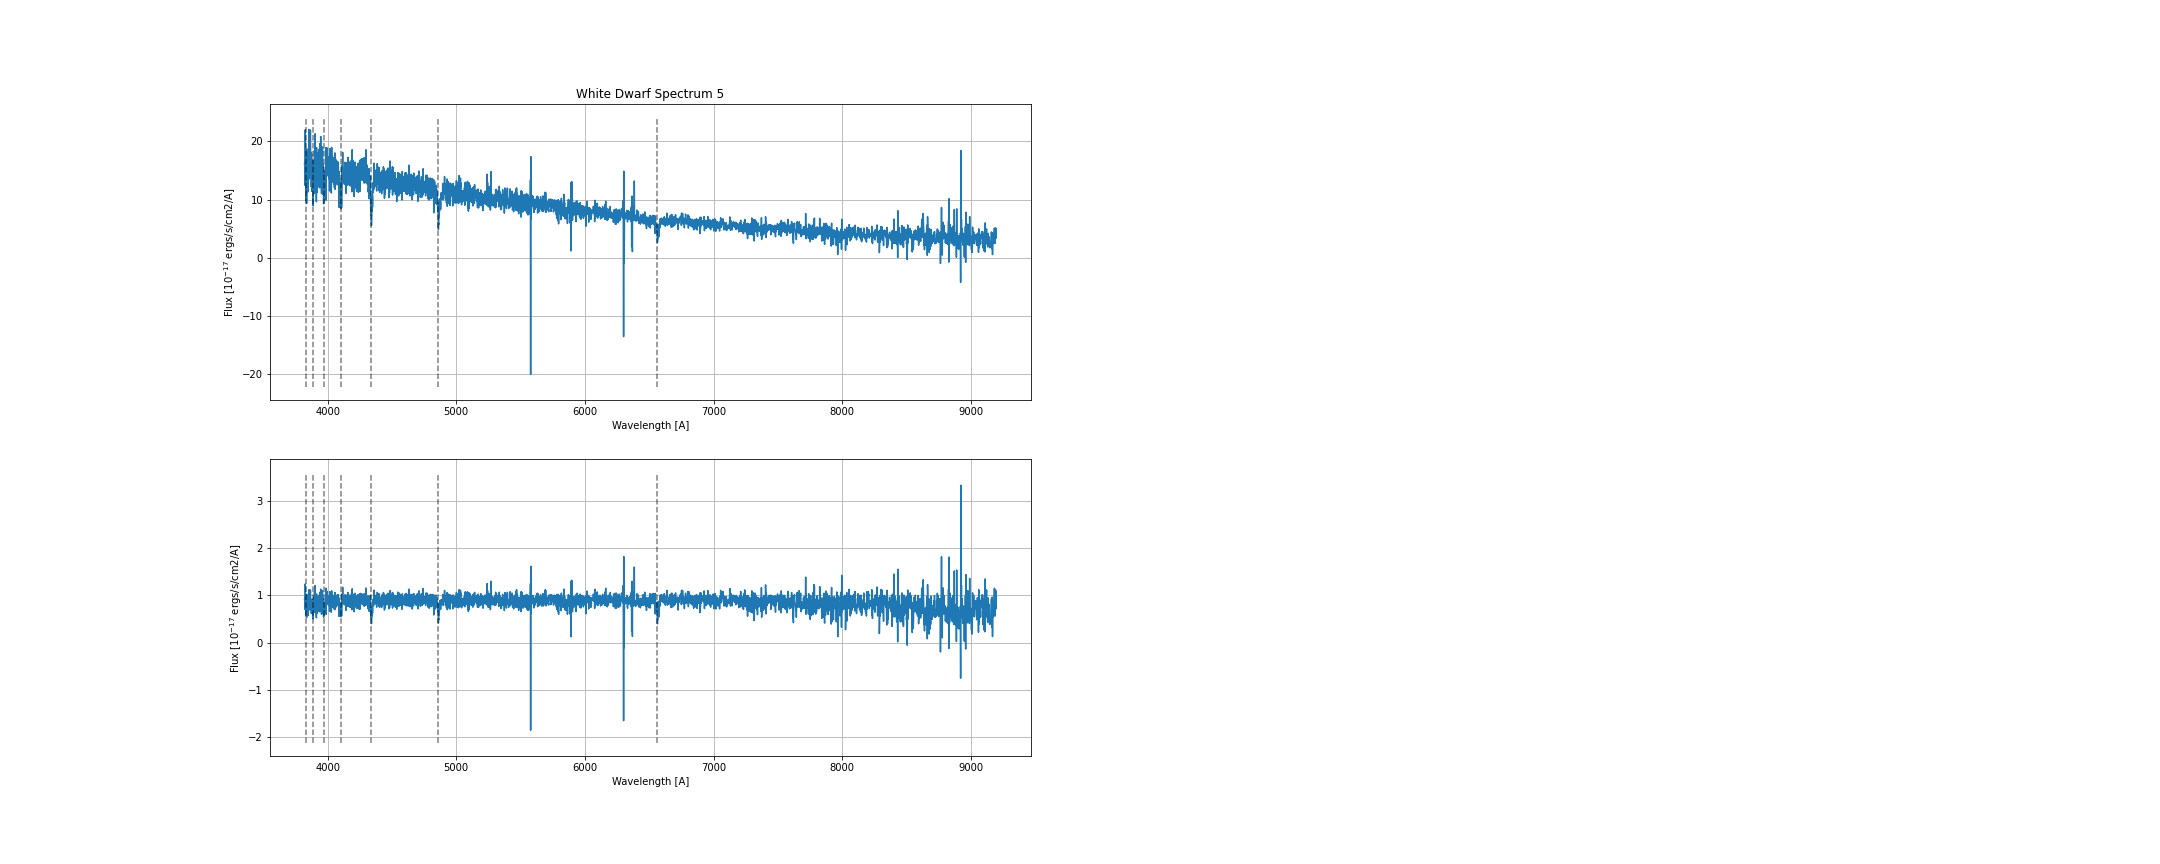 White Dwarf Spectrum 5
20
10
0
−10
−20
Flux [10⁻¹⁷ ergs/s/cm2/A]
4000 5000 6000 7000 8000 9000
Wavelength [A]
3
2
1
0
−1
−2
Flux [10⁻¹⁷ ergs/s/cm2/A]
4000 5000 6000 7000 8000 9000
Wavelength [A]